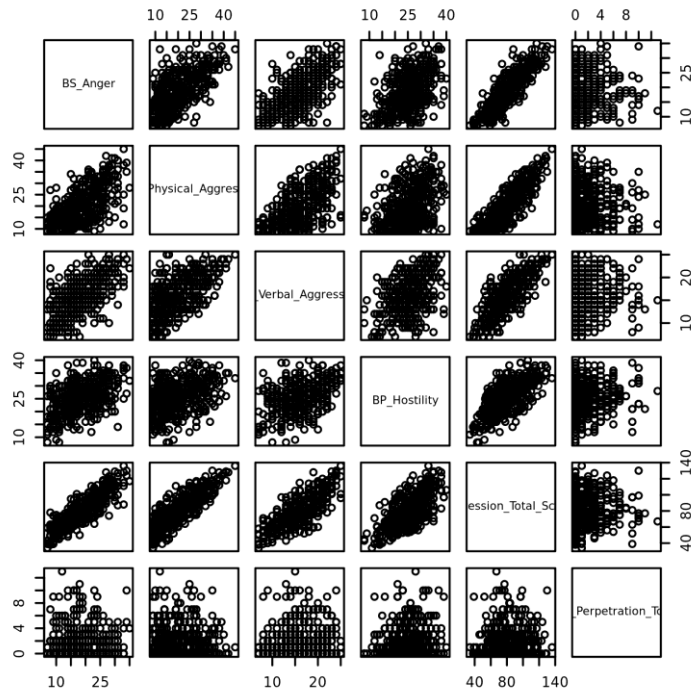 10 25 40
10 25 40
0 4 8
BS_Anger
10 25
10 25 40
Physical_Aggres
_Verbal_Aggress
10 20
10 25 40
BP_Hostility
ession_Total_Sc
40 80 140
0 4 8
_Perpetration_To
10 25
10 20
40 80 140